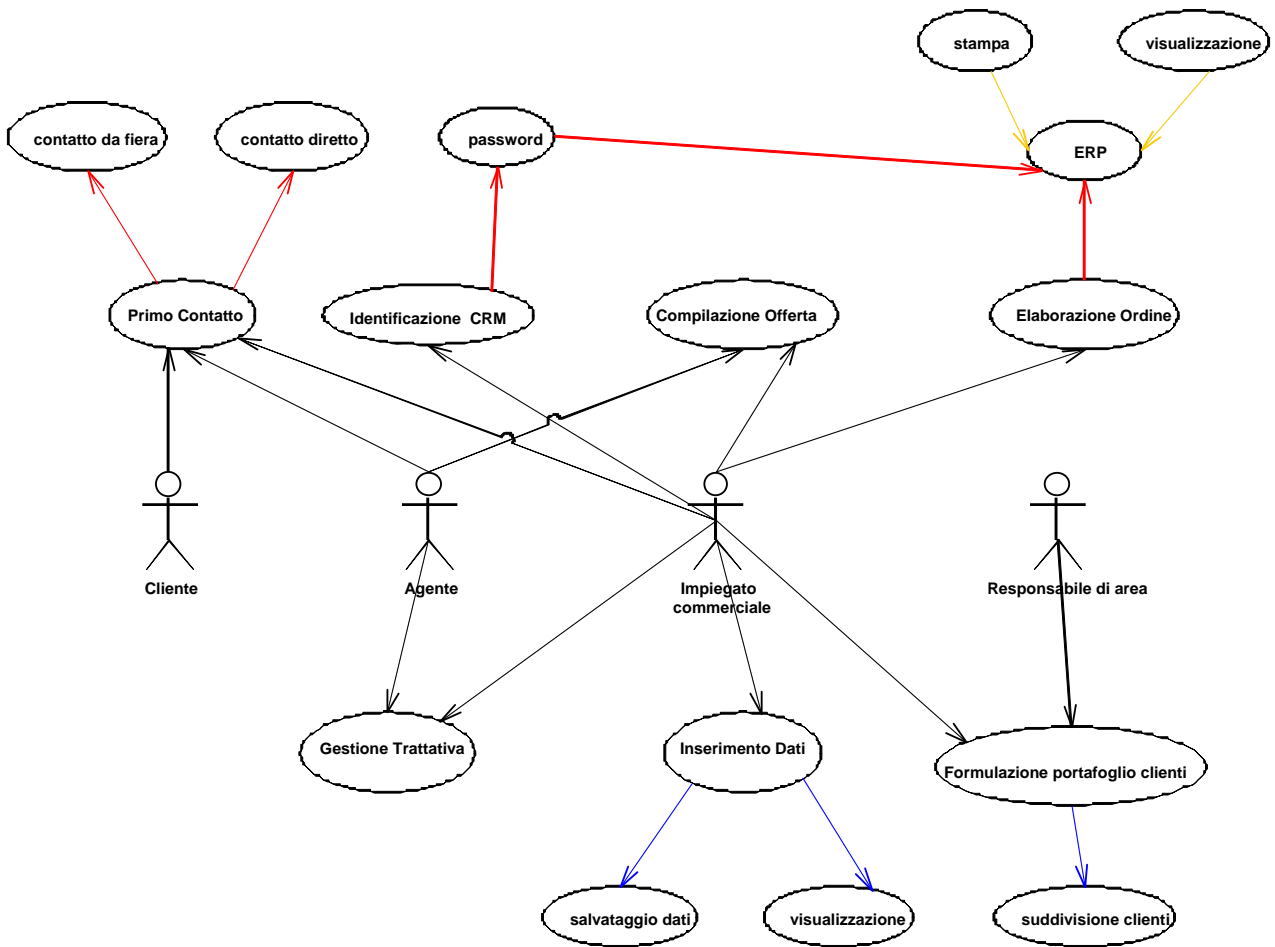 stampa
visualizzazione
contatto da fiera
contatto diretto
password
ERP
Primo Contatto
Identificazione CRM
Compilazione Offerta
Elaborazione Ordine
Cliente
Agente
Impiegato
commerciale
Responsabile di area
Gestione Trattativa
Inserimento Dati
Formulazione portafoglio clienti
salvataggio dati
visualizzazione
suddivisione clienti